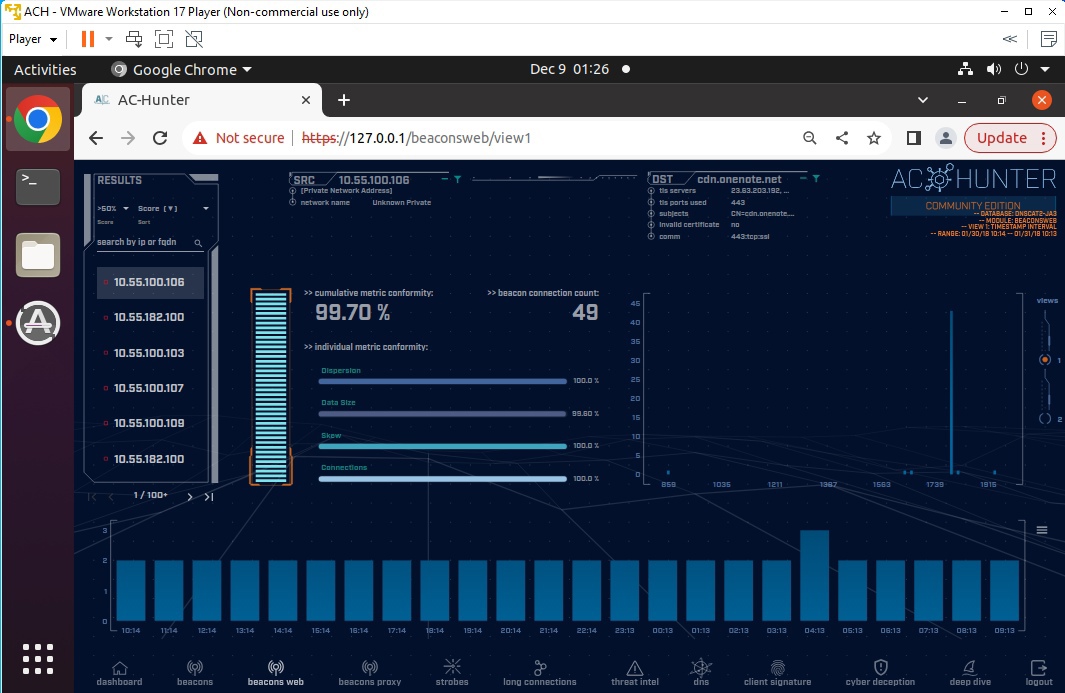 ACH - VMware Workstation 17 Player (Non-commercial use only)
Player
Activities Google Chrome Dec 9 01:26
AC-Hunter
Not secure https://127.0.0.1/beaconsweb/view1 Update
RESULTS
>50% Score [▼]
Score Sort
search by ip or fqdn
10.55.100.106
10.55.182.100
10.55.100.103
10.55.100.107
10.55.100.109
10.55.182.100
1 / 100+
SRC 10.55.100.106
[Private Network Address]
network name Unknown Private
DST cdn.onenote.net
tls servers 23.63.203.192, ...
tls ports used 443
subjects CN=cdn.onenote,...
invalid certificate no
comm 443:tcp:ssl
AC HUNTER
COMMUNITY EDITION
-- DATABASE: DNSCAT2-JA3
-- MODULE: BEACONSWEB
-- VIEW 1: TIMESTAMP INTERVAL
-- RANGE: 01/30/18 10:14 -- 01/31/18 10:13
>> cumulative metric conformity:
99.70 %
>> beacon connection count:
49
>> individual metric conformity:
Dispersion
100.0 %
Data Size
99.60 %
Skew
100.0 %
Connections
100.0 %
45
40
35
30
25
20
15
10
5
0
859 1035 1211 1387 1563 1739 1915
views
1
2
3
2
1
0
10:14 11:14 12:14 13:14 14:14 15:14 16:14 17:14 18:14 19:14 20:14 21:14 22:14 23:13 00:13 01:13 02:13 03:13 04:13 05:13 06:13 07:13 08:13 09:13
dashboard beacons beacons web beacons proxy strobes long connections threat intel dns client signature cyber deception deep dive logout